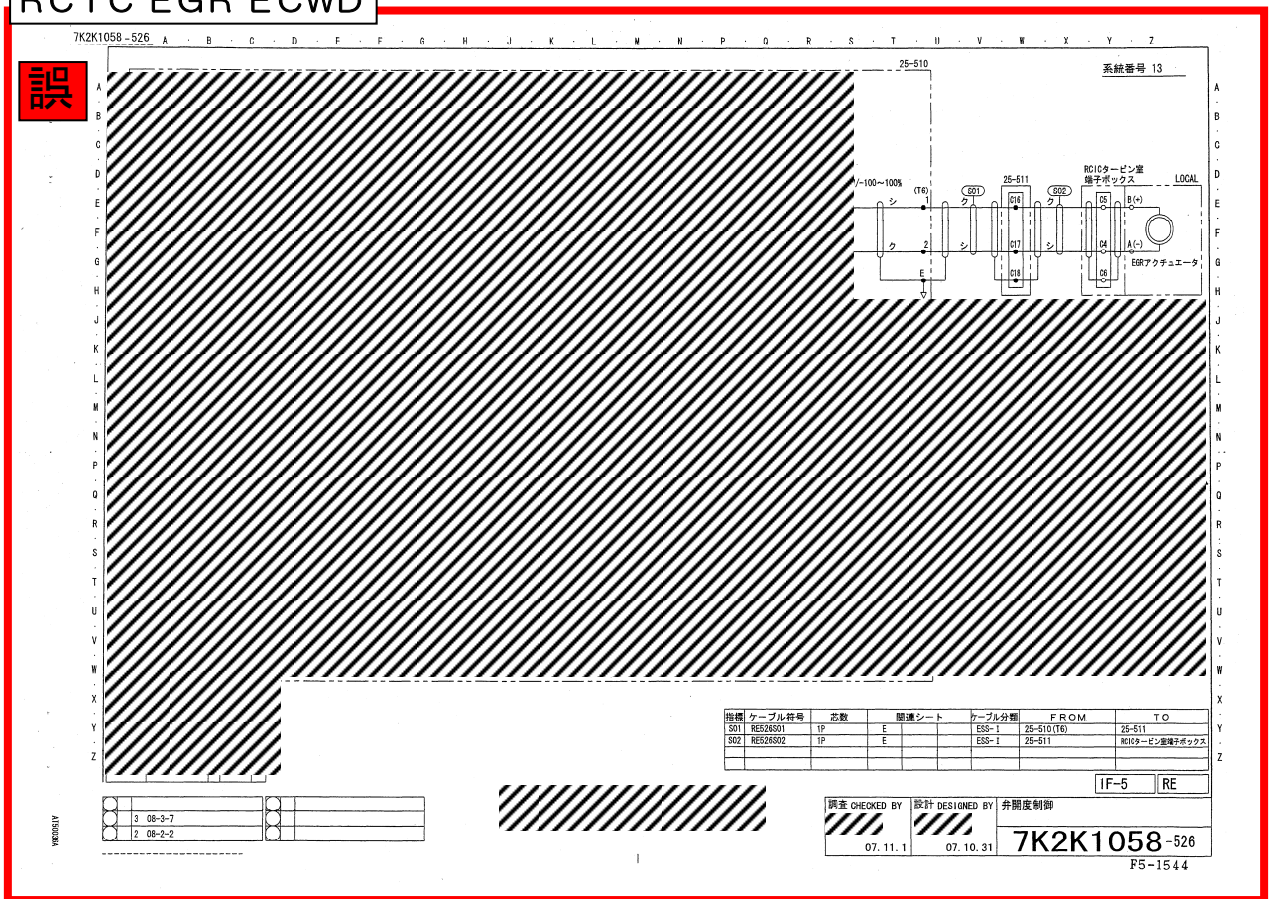 RCIC EGR ECWD
7K2K1058-526
A · B · C · D · E · F · G · H · J · K · L · M · N · P · Q · R · S · T · U · V · W · X · Y · Z
誤
25-510
系統番号 13
A
B
C
D
E
F
G
H
J
K
L
M
N
P
Q
R
S
T
U
V
W
X
Y
Z
A
B
C
D
E
F
G
H
J
K
L
M
N
P
Q
R
S
T
U
V
W
X
Y
Z
/-100~100%
(T6)
シ 1
ク 2
E
S01
ク
シ
25-511
C16
C17
C18
S02
ク
シ
RCICタービン室
端子ボックス
LOCAL
C5 B(+)
C4 A(-)
C6
EGRアクチュエータ
指標 ケーブル符号 芯数 関連シート ケーブル分類 FROM TO
S01 RE526S01 1P E ESS-I 25-510(T6) 25-511
S02 RE526S02 1P E ESS-I 25-511 RCICタービン室端子ボックス
IF-5 RE
3 08-3-7
2 08-2-2
調査 CHECKED BY 設計 DESIGNED BY 弁開度制御
07.11.1 07.10.31
7K2K1058-526
F5-1544